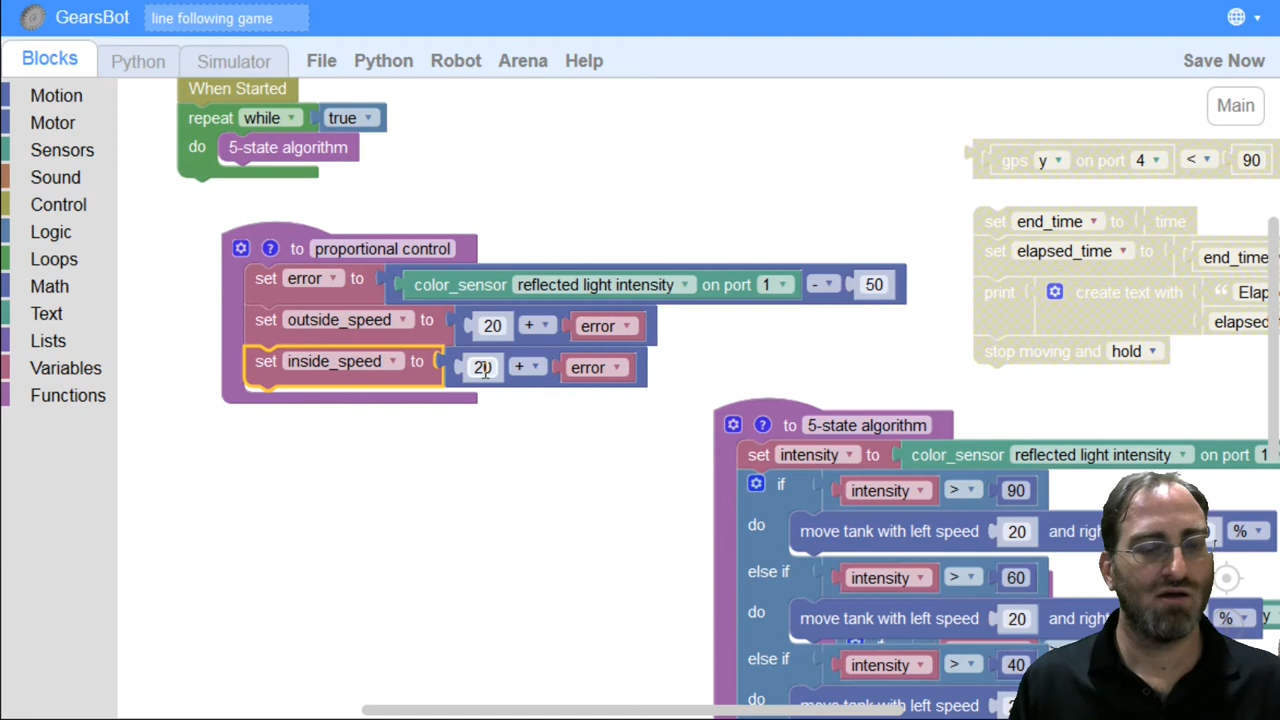 GearsBot
line following game
Blocks
Python
Simulator
File
Python
Robot
Arena
Help
Save Now
Motion
Motor
Sensors
Sound
Control
Logic
Loops
Math
Text
Lists
Variables
Functions
Main
When Started
repeat while true
do 5-state algorithm
gps y on port 4 < 90
set end_time to time
set elapsed_time to end_time
print create text with “ Elap
elapsed
stop moving and hold
? to proportional control
set error to color_sensor reflected light intensity on port 1 - 50
set outside_speed to 20 + error
set inside_speed to 20 + error
? to 5-state algorithm
set intensity to color_sensor reflected light intensity on port 1
if intensity > 90
do move tank with left speed 20 and rig %
else if intensity > 60
do move tank with left speed 20 and righ % y
else if intensity > 40
do move tank with left speed